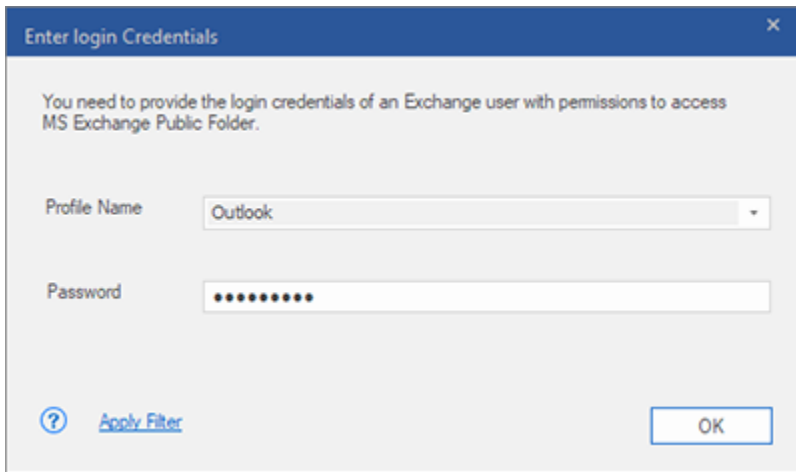 Enter login Credentials
You need to provide the login credentials of an Exchange user with permissions to access
MS Exchange Public Folder.
Profile Name
Outlook
Password
•••••••••
? Apply Filter
OK